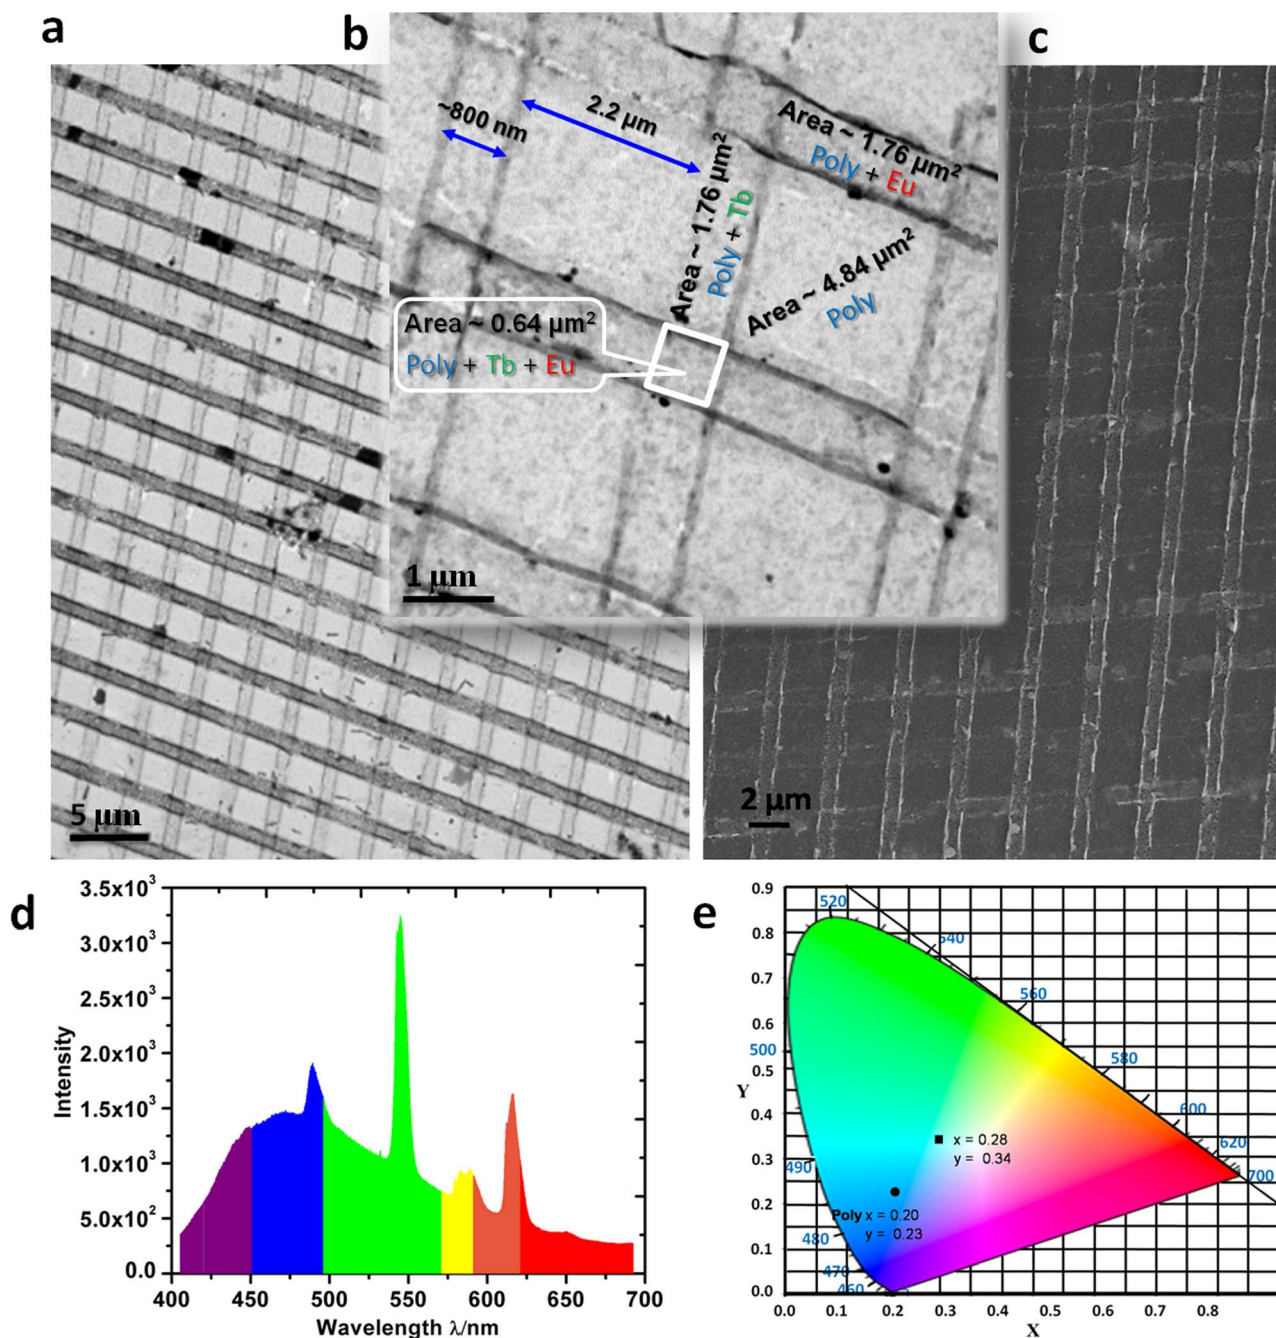 a
b
c
~800 nm
2.2 µm
Area ~ 1.76 µm²
Poly + Eu
Area ~ 1.76 µm²
Poly + Tb
Area ~ 4.84 µm²
Poly
Area ~ 0.64 µm²
Poly + Tb + Eu
1 µm
5 µm
2 µm
d
3.5x10³
3.0x10³
2.5x10³
2.0x10³
1.5x10³
1.0x10³
5.0x10²
0.0
Intensity
400 450 500 550 600 650 700
Wavelength λ/nm
e
0.9
0.8
0.7
0.6
0.5
0.4
0.3
0.2
0.1
0.0
Y
520
540
560
500
580
600
620
700
490
480
470
460
x = 0.28
y = 0.34
Poly x = 0.20
y = 0.23
0.0 0.1 0.2 0.3 0.4 0.5 0.6 0.7 0.8
X